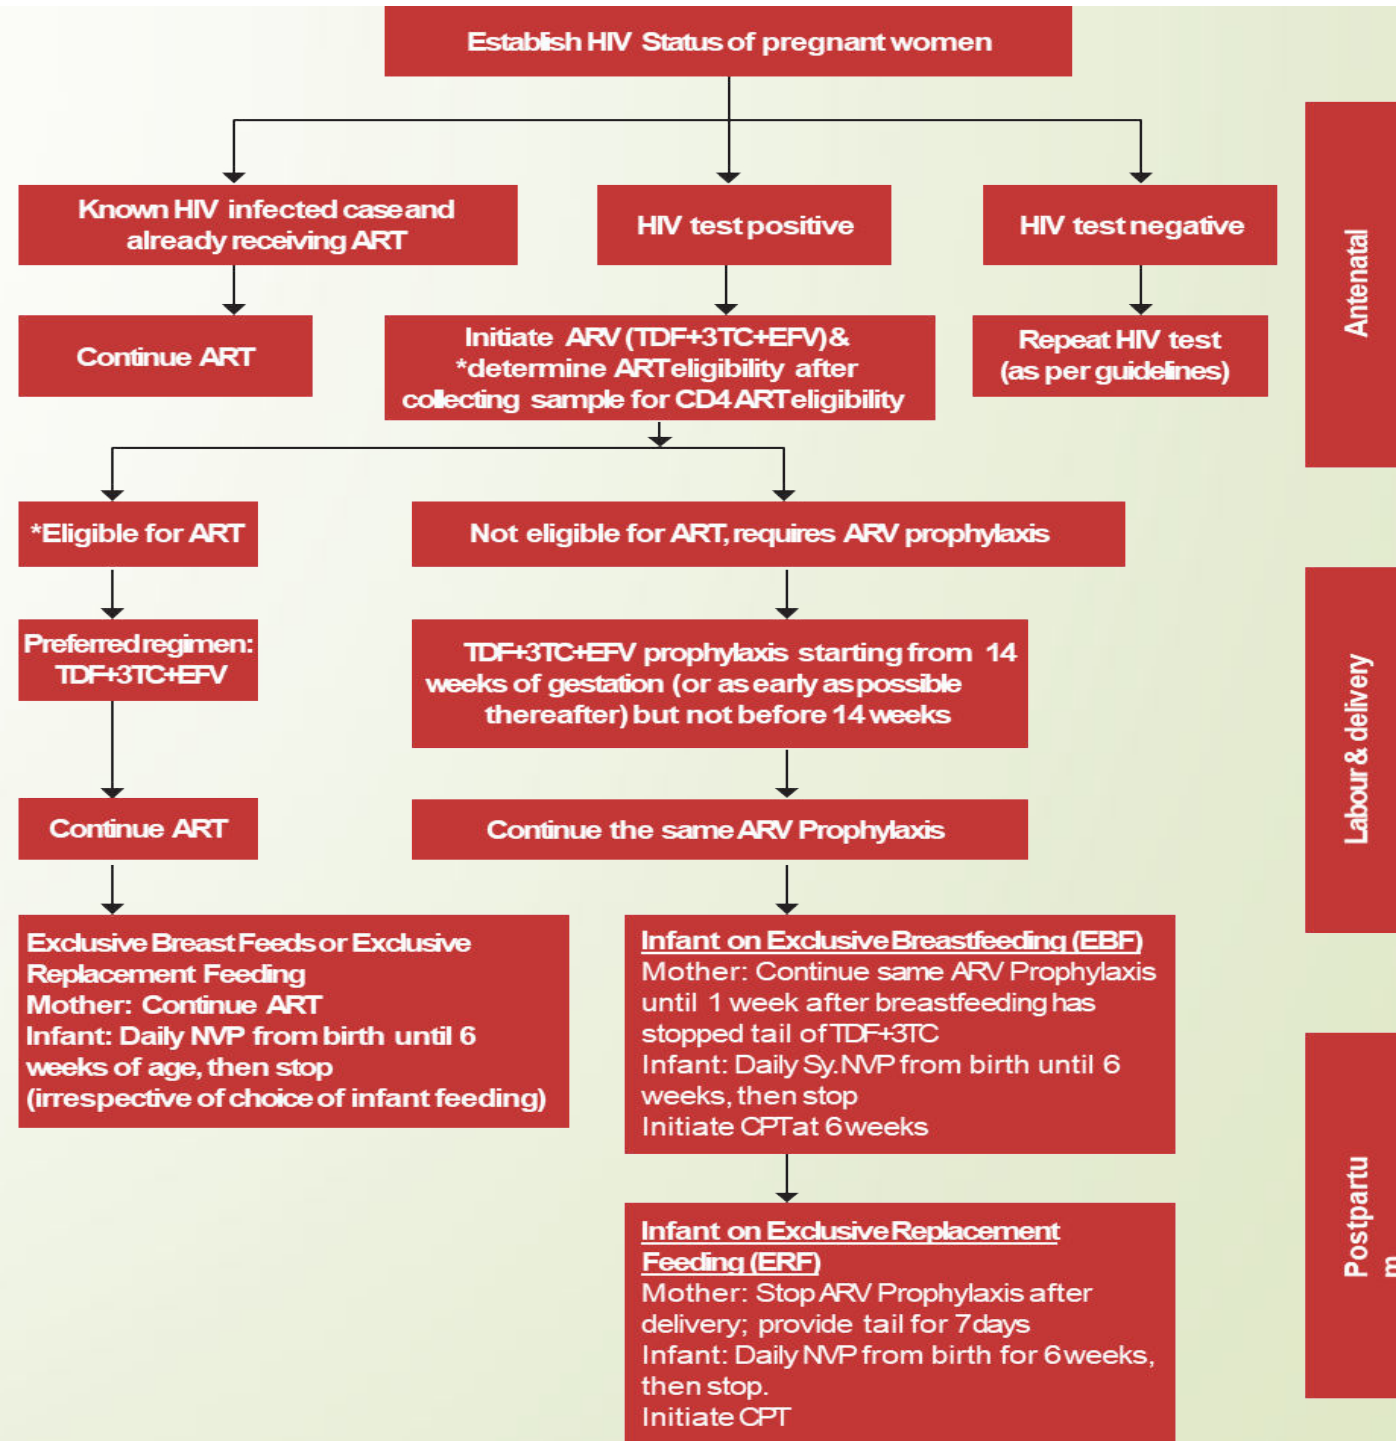 Establish HIV Status of pregnant women
Known HIV infected case and
already receiving ART
HIV test positive
HIV test negative
Continue ART
Initiate ARV (TDF+3TC+EFV) &
*determine ART eligibility after
collecting sample for CD4 ART eligibility
Repeat HIV test
(as per guidelines)
Antenatal
*Eligible for ART
Not eligible for ART, requires ARV prophylaxis
Preferred regimen:
TDF+3TC+EFV
TDF+3TC+EFV prophylaxis starting from 14
weeks of gestation (or as early as possible
thereafter) but not before 14 weeks
Continue ART
Continue the same ARV Prophylaxis
Labour & delivery
Exclusive Breast Feeds or Exclusive
Replacement Feeding
Mother: Continue ART
Infant: Daily NVP from birth until 6
weeks of age, then stop
(irrespective of choice of infant feeding)
Infant on Exclusive Breastfeeding (EBF)
Mother: Continue same ARV Prophylaxis
until 1 week after breastfeeding has
stopped tail of TDF+3TC
Infant: Daily Sy. NVP from birth until 6
weeks, then stop
Initiate CPT at 6 weeks
Infant on Exclusive Replacement
Feeding (ERF)
Mother: Stop ARV Prophylaxis after
delivery; provide tail for 7 days
Infant: Daily NVP from birth for 6 weeks,
then stop.
Initiate CPT
Postpartu
m